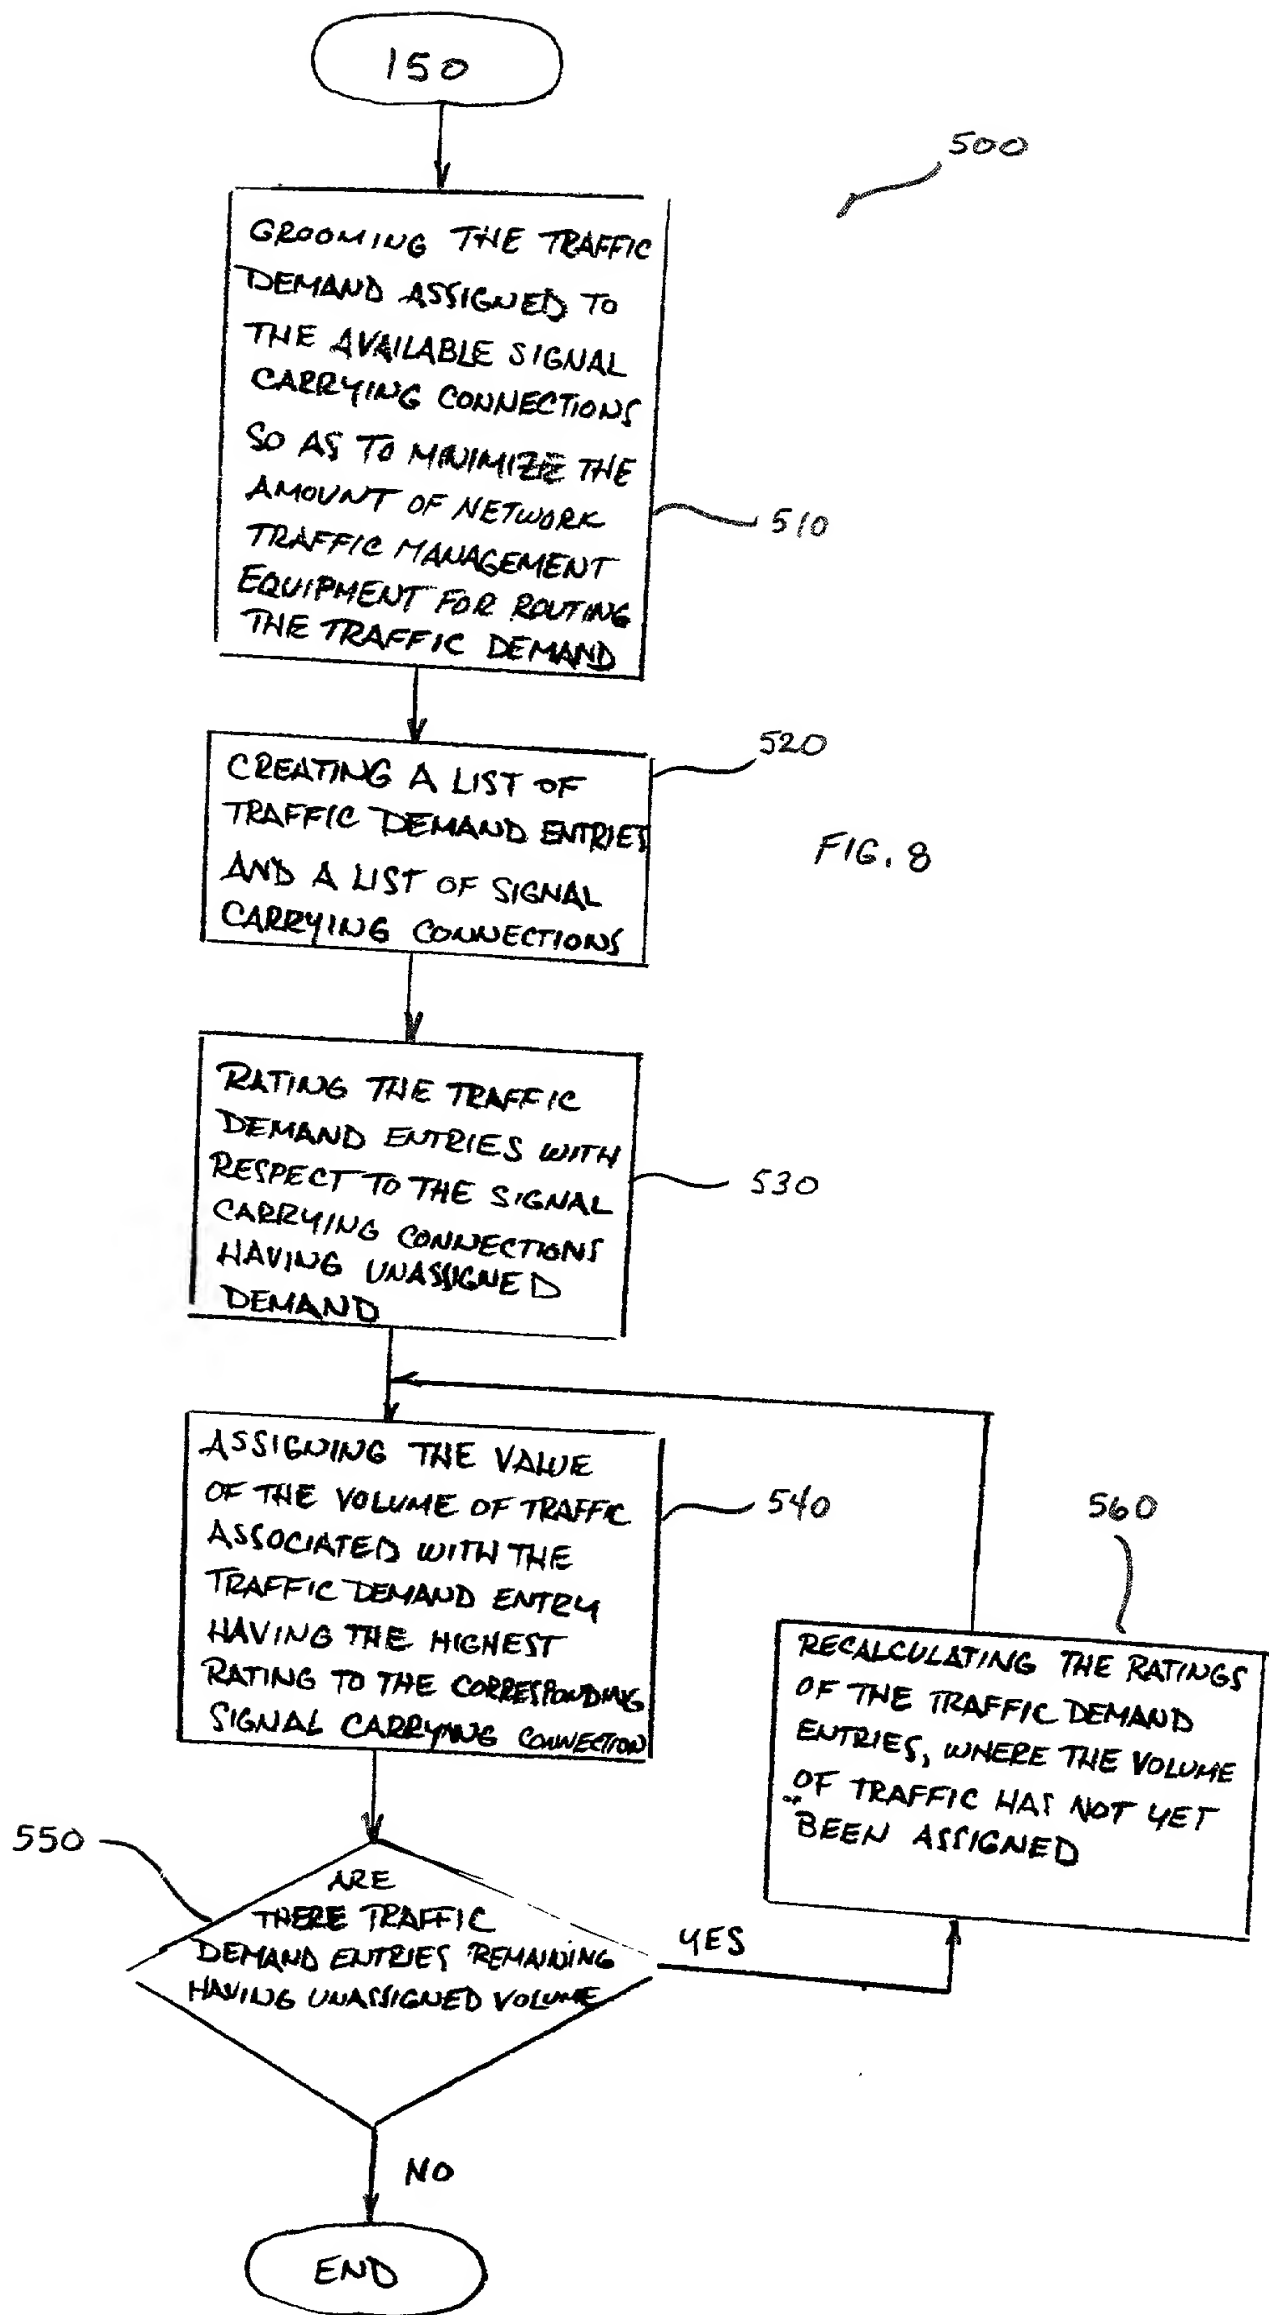 150
500
GROOMING THE TRAFFIC
DEMAND ASSIGNED TO
THE AVAILABLE SIGNAL
CARRYING CONNECTIONS
SO AS TO MINIMIZE THE
AMOUNT OF NETWORK
TRAFFIC MANAGEMENT
EQUIPMENT FOR ROUTING
THE TRAFFIC DEMAND
510
520
CREATING A LIST OF
TRAFFIC DEMAND ENTRIES
AND A LIST OF SIGNAL
CARRYING CONNECTIONS
FIG. 8
RATING THE TRAFFIC
DEMAND ENTRIES WITH
RESPECT TO THE SIGNAL
CARRYING CONNECTIONS
HAVING UNASSIGNED
DEMAND
530
ASSIGNING THE VALUE
OF THE VOLUME OF TRAFFIC
ASSOCIATED WITH THE
TRAFFIC DEMAND ENTRY
HAVING THE HIGHEST
RATING TO THE CORRESPONDING
SIGNAL CARRYING CONNECTION
540
560
RECALCULATING THE RATINGS
OF THE TRAFFIC DEMAND
ENTRIES, WHERE THE VOLUME
OF TRAFFIC HAS NOT YET
BEEN ASSIGNED
550
ARE
THERE TRAFFIC
DEMAND ENTRIES REMAINING
HAVING UNASSIGNED VOLUME
YES
NO
END